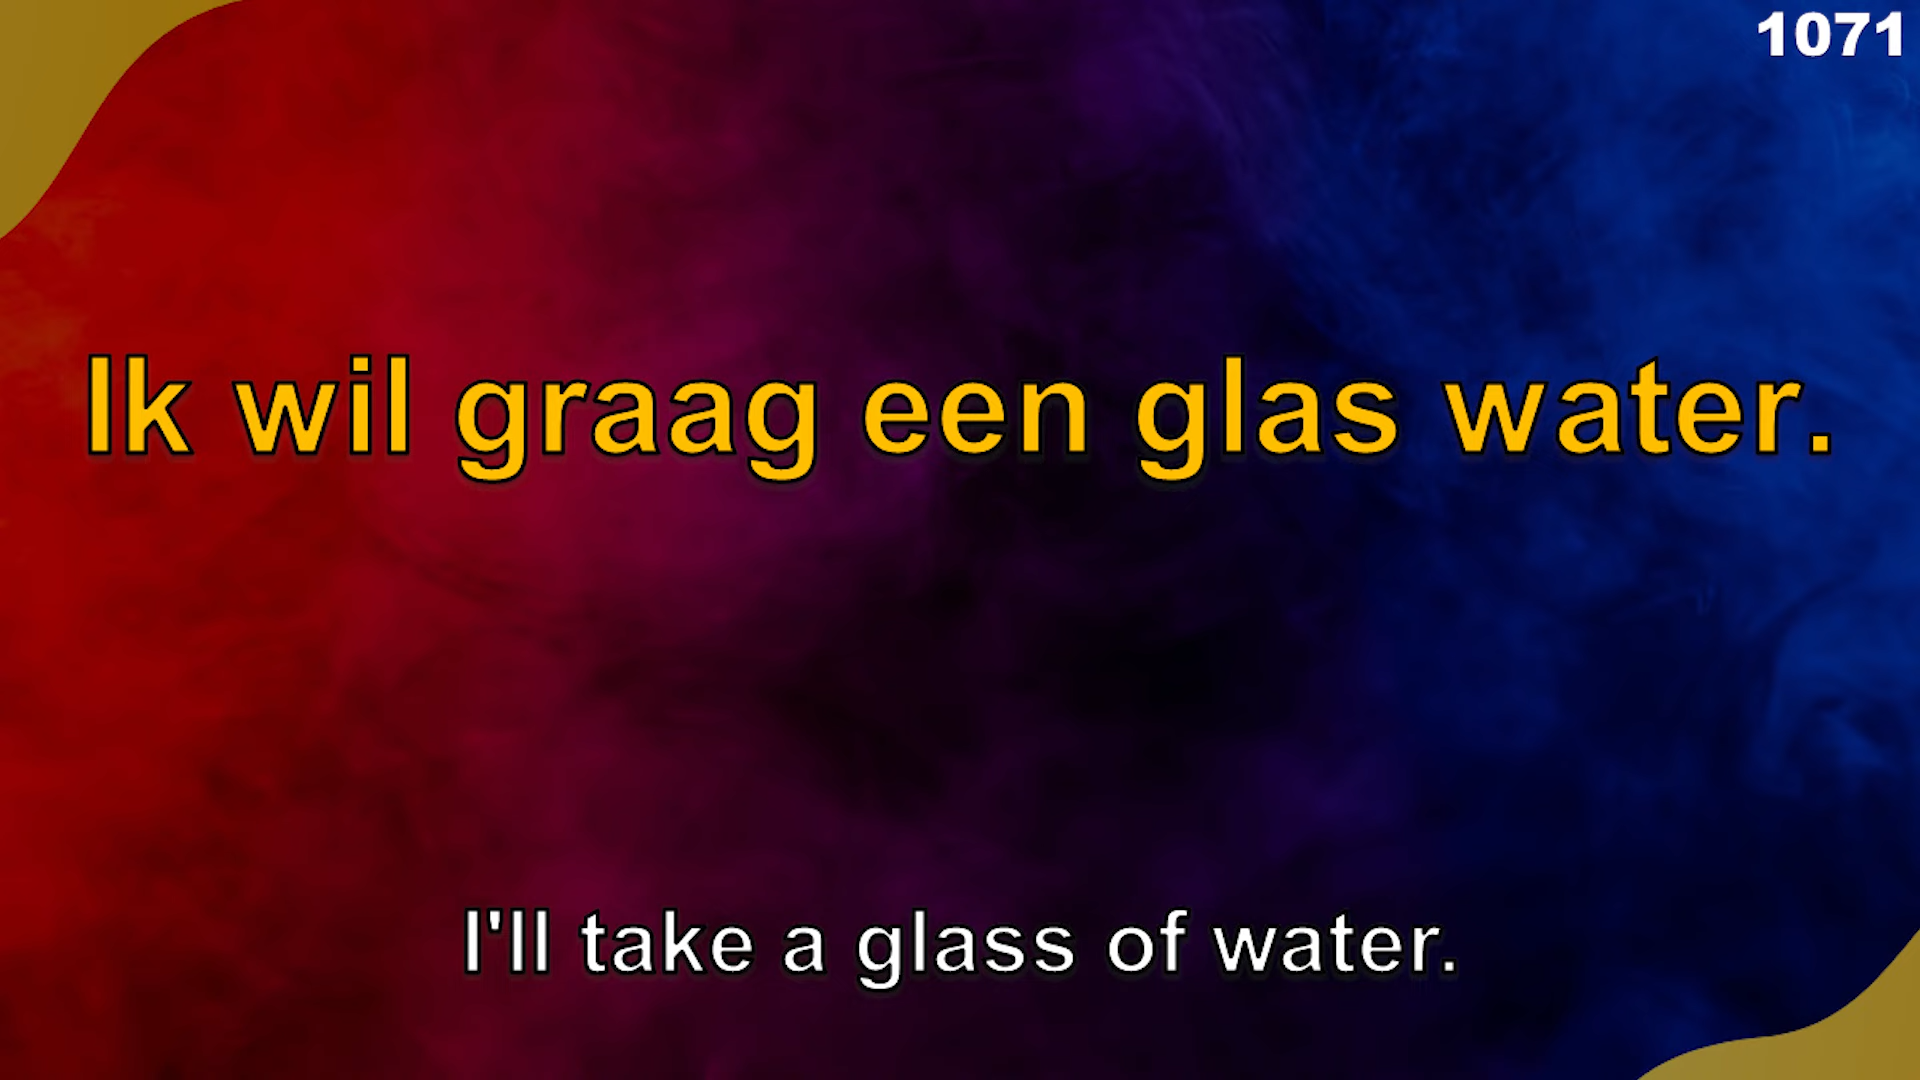 1071
Ik wil graag een glas water.
I'll take a glass of water.